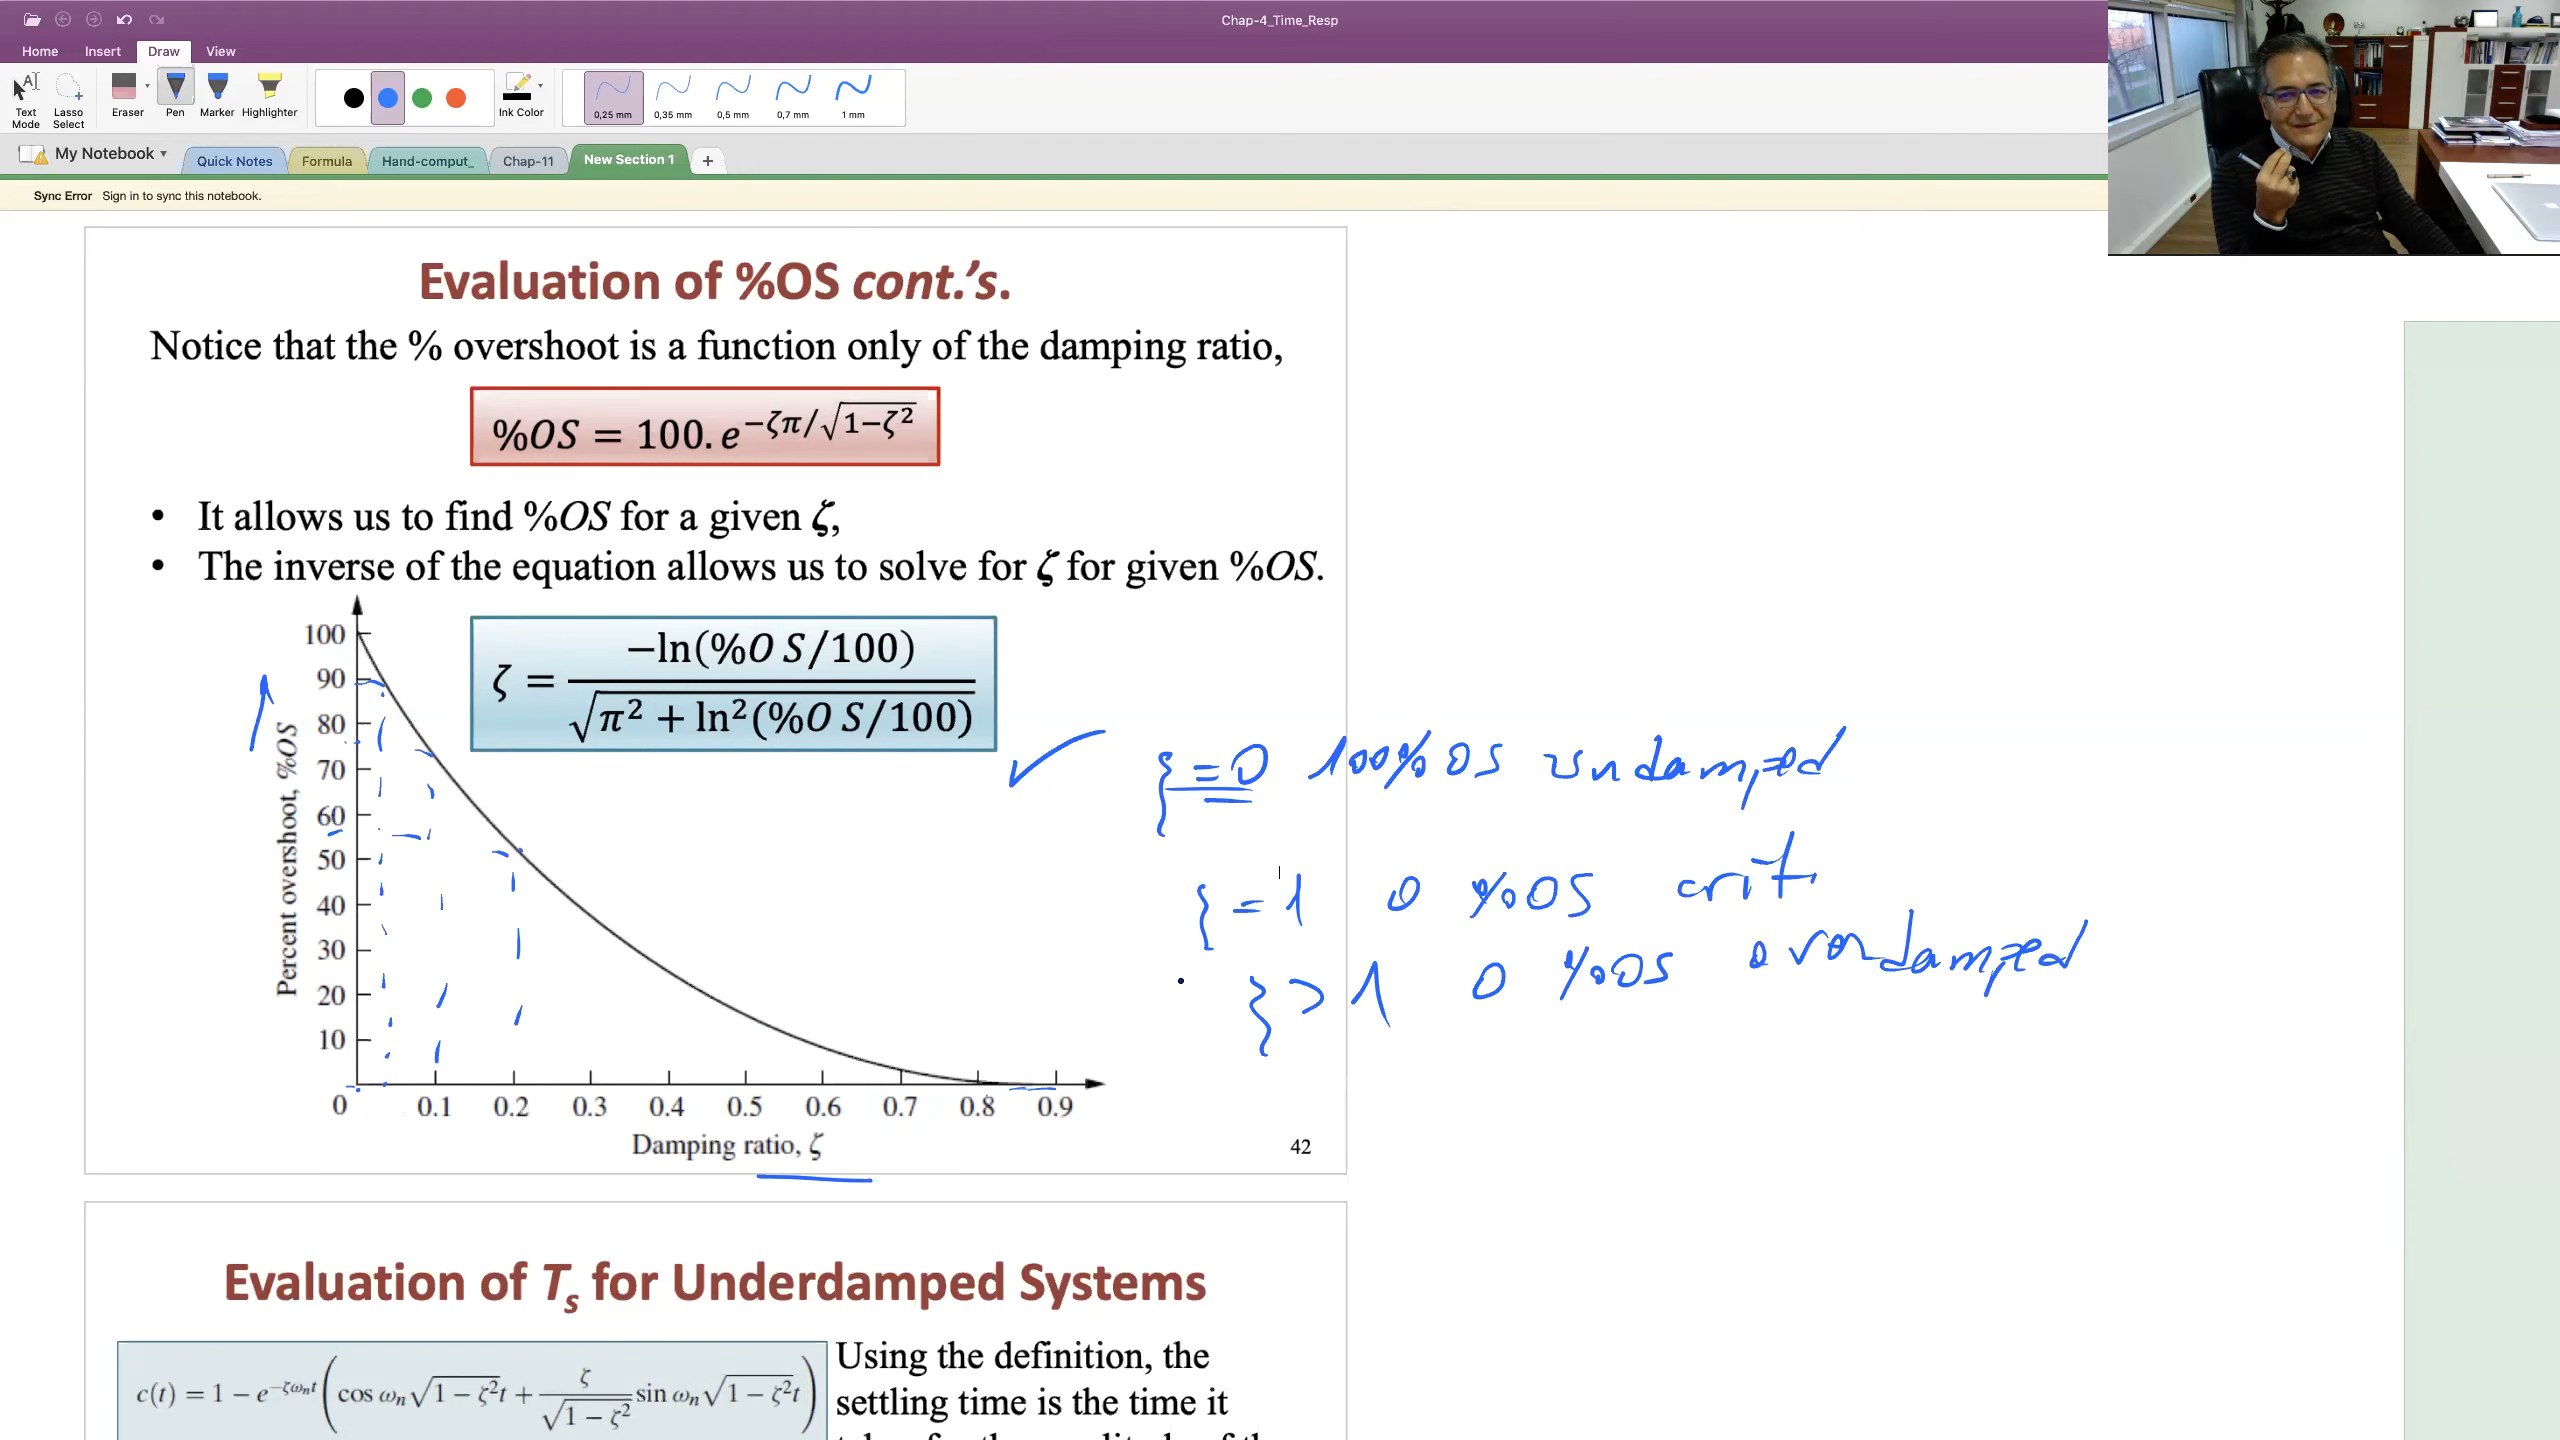 Chap-4_Time_Resp
Home Insert Draw View
Text Mode
Lasso Select
Eraser
Pen
Marker
Highlighter
Ink Color
0,25 mm 0,35 mm 0,5 mm 0,7 mm 1 mm
My Notebook Quick Notes Formula Hand-comput_ Chap-11 New Section 1 +
Sync Error Sign in to sync this notebook.
Evaluation of %OS cont.'s.
Notice that the % overshoot is a function only of the damping ratio,
%OS = 100. e^{−ζπ/√(1−ζ²)}
• It allows us to find %OS for a given ζ,
• The inverse of the equation allows us to solve for ζ for given %OS.
ζ = −ln(%O S/100) / √(π² + ln²(%O S/100))
Percent overshoot, %OS
100
90
80
70
60
50
40
30
20
10
0 0.1 0.2 0.3 0.4 0.5 0.6 0.7 0.8 0.9
Damping ratio, ζ
42
ζ = 0 100% OS undamped
ζ = 1 0 %OS crit.
ζ > 1 0 %OS overdamped
Evaluation of Ts for Underdamped Systems
c(t) = 1 − e^{−ζωnt} ( cos ωn√(1 − ζ²)t + ζ/√(1 − ζ²) sin ωn√(1 − ζ²)t )
Using the definition, the
settling time is the time it